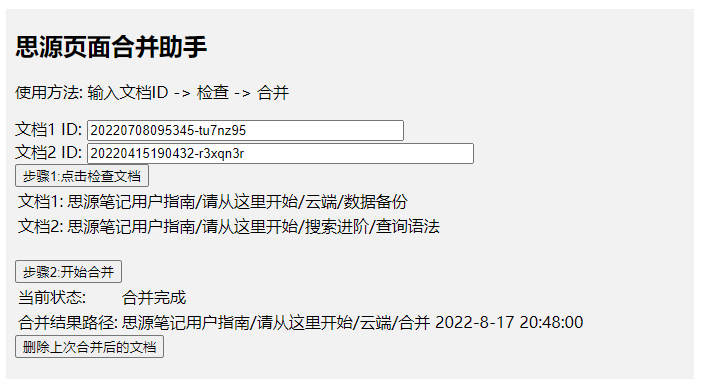 思源页面合并助手
使用方法: 输入文档ID -> 检查 -> 合并
文档1 ID: 20220708095345-tu7nz95
文档2 ID: 20220415190432-r3xqn3r
步骤1:点击检查文档
文档1: 思源笔记用户指南/请从这里开始/云端/数据备份
文档2: 思源笔记用户指南/请从这里开始/搜索进阶/查询语法
步骤2:开始合并
当前状态: 合并完成
合并结果路径: 思源笔记用户指南/请从这里开始/云端/合并 2022-8-17 20:48:00
删除上次合并后的文档